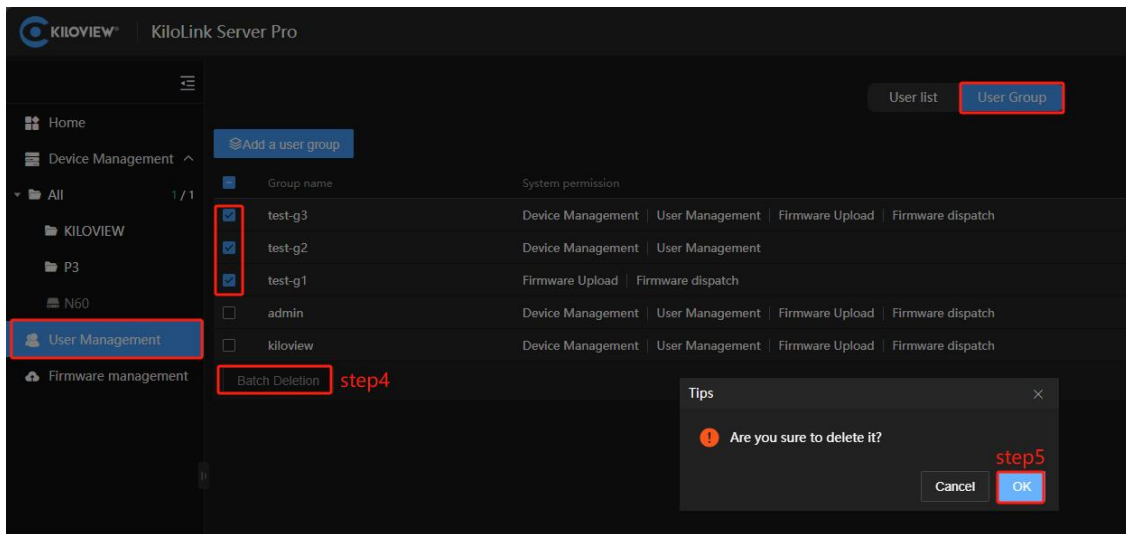 KILOVIEW® KiloLink Server Pro
User list User Group
Home
Add a user group
Device Management
Group name System permission
All 1 / 1
test-g3 Device Management User Management Firmware Upload Firmware dispatch
KILOVIEW
test-g2 Device Management User Management
P3
test-g1 Firmware Upload Firmware dispatch
N60
admin Device Management User Management Firmware Upload Firmware dispatch
User Management
kiloview Device Management User Management Firmware Upload Firmware dispatch
Firmware management
Batch Deletion step4
Tips
Are you sure to delete it?
step5
Cancel OK